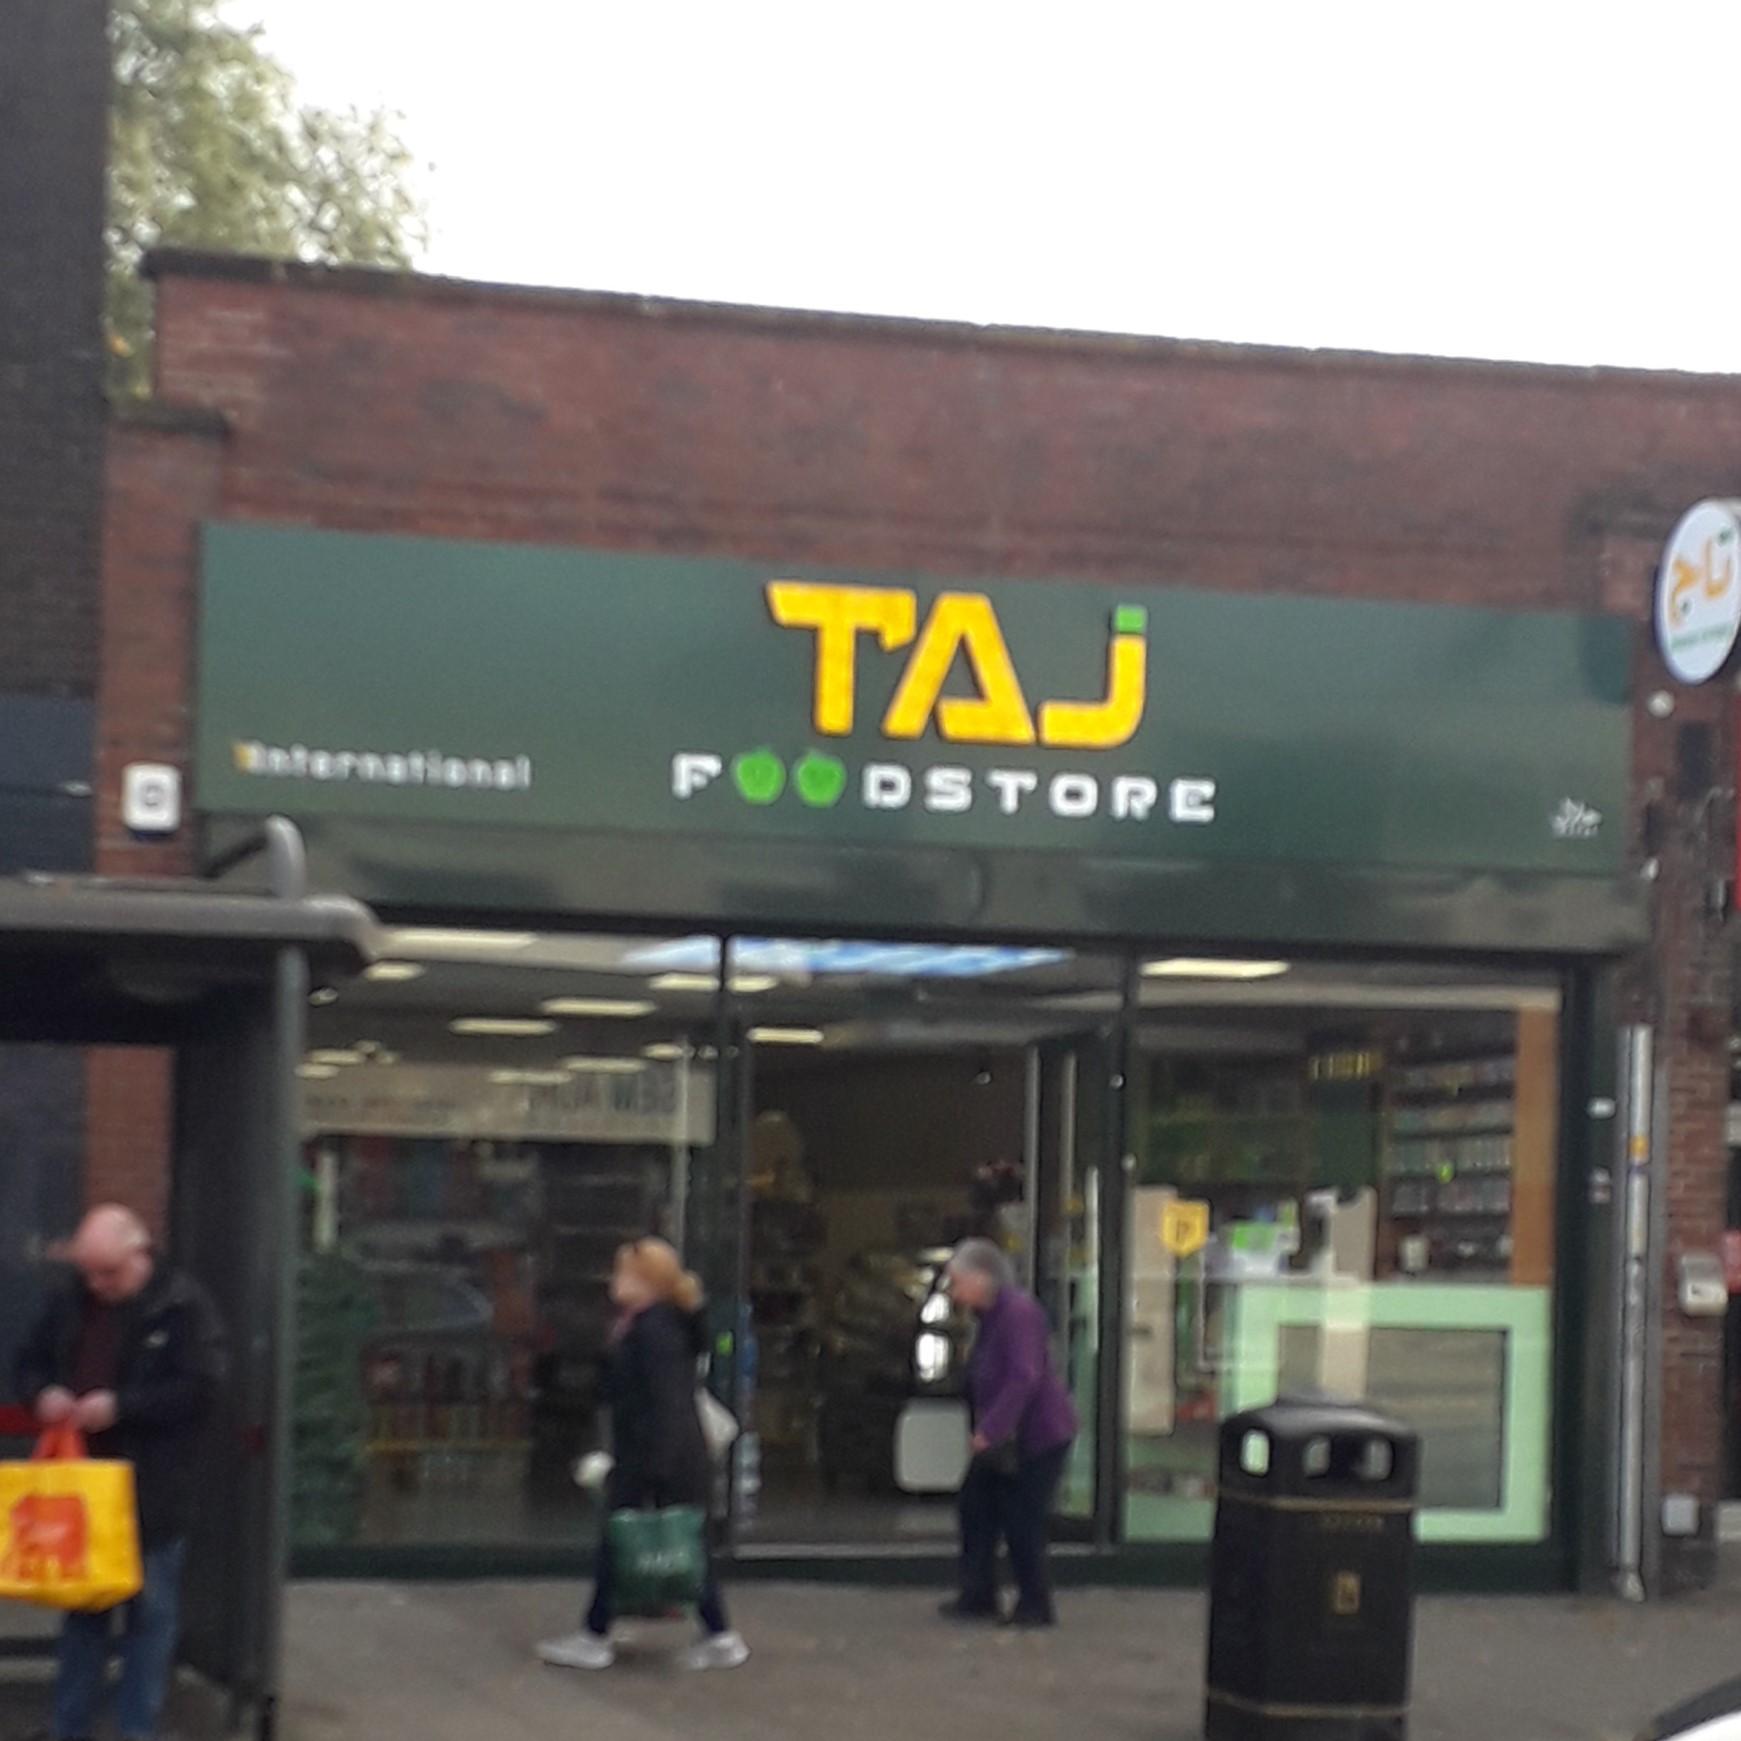 TAJ
FOODSTORE
International
تاج